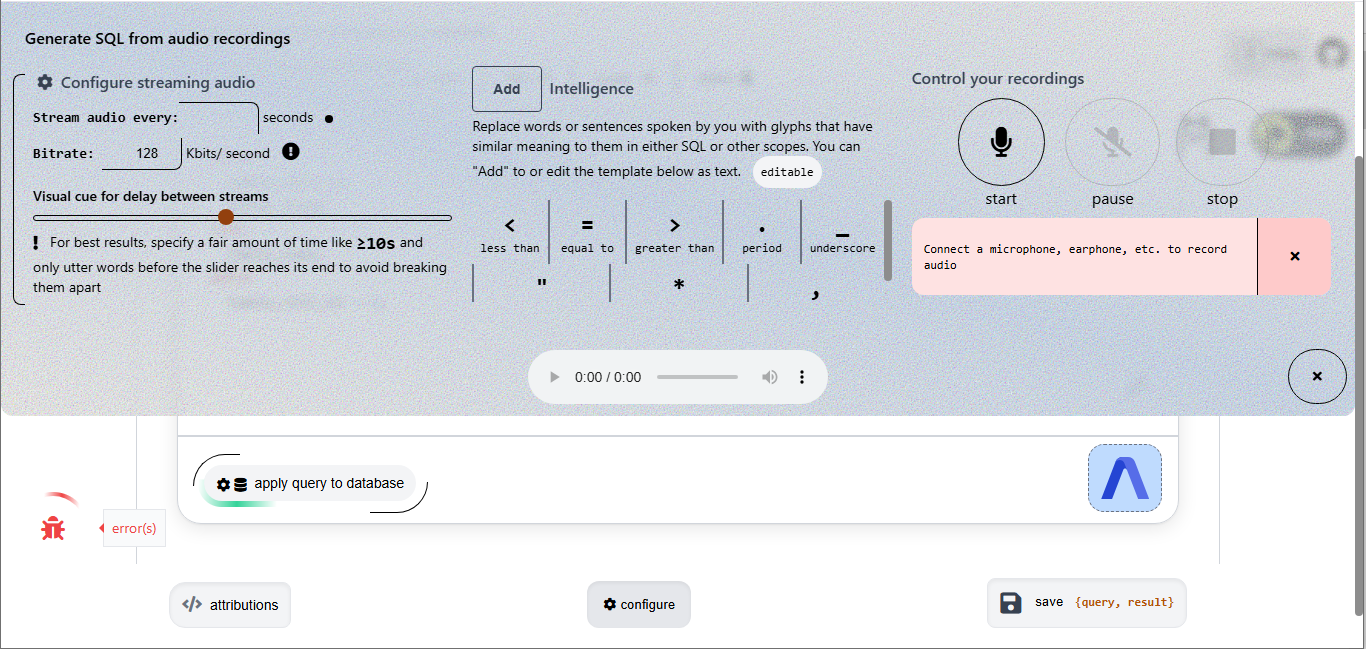 Generate SQL from audio recordings
Configure streaming audio
Stream audio every: seconds
Bitrate: 128 Kbits/ second
Visual cue for delay between streams
! For best results, specify a fair amount of time like ≥10s and
only utter words before the slider reaches its end to avoid breaking
them apart
Add Intelligence
Replace words or sentences spoken by you with glyphs that have
similar meaning to them in either SQL or other scopes. You can
"Add" to or edit the template below as text. editable
< = > . _
less than equal to greater than period underscore
" * ,
Control your recordings
start pause stop
Connect a microphone, earphone, etc. to record
audio
×
0:00 / 0:00
×
apply query to database
error(s)
</> attributions
configure
save {query, result}